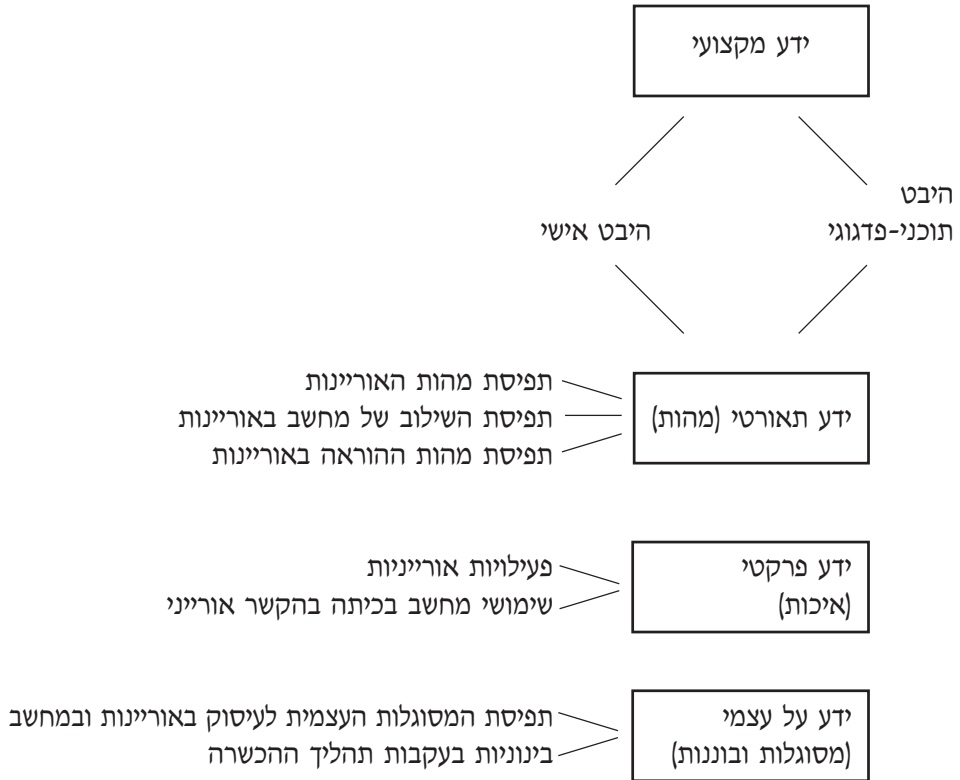 ידע מקצועי
היבט
תוכני-פדגוגי
היבט אישי
ידע תאורטי (מהות)
תפיסת מהות האוריינות
תפיסת השילוב של מחשב באוריינות
תפיסת מהות ההוראה באוריינות
ידע פרקטי
(איכות)
פעילויות אורייניות
שימושי מחשב בכיתה בהקשר אורייני
ידע על עצמי
(מסוגלות ובוננות)
תפיסת המסוגלות העצמית לעיסוק באוריינות ובמחשב
בינוניות בעקבות תהליך ההכשרה